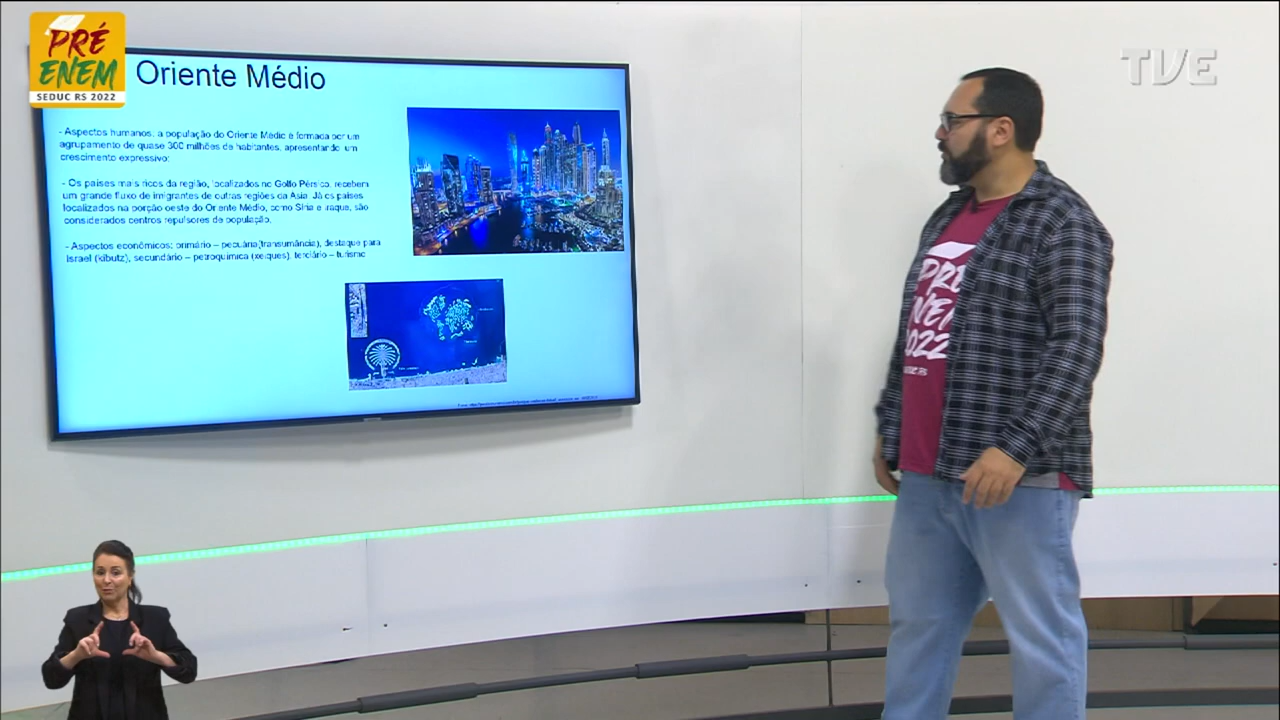 PRÉ
ENEM
SEDUC RS 2022
TVE
Oriente Médio
- Aspectos humanos: a população do Oriente Médio é formada por um
agrupamento de quase 300 milhões de habitantes, apresentando um
crescimento expressivo;
- Os países mais ricos da região, localizados no Golfo Pérsico, recebem
um grande fluxo de imigrantes de outras regiões da Ásia. Já os países
localizados na porção oeste do Oriente Médio, como Síria e Iraque, são
considerados centros repulsores de população.
- Aspectos econômicos: primário – pecuária(transumância), destaque para
Israel (kibutz), secundário – petroquímica (xeiques), terciário – turismo
PRÉ
ENEM
2022